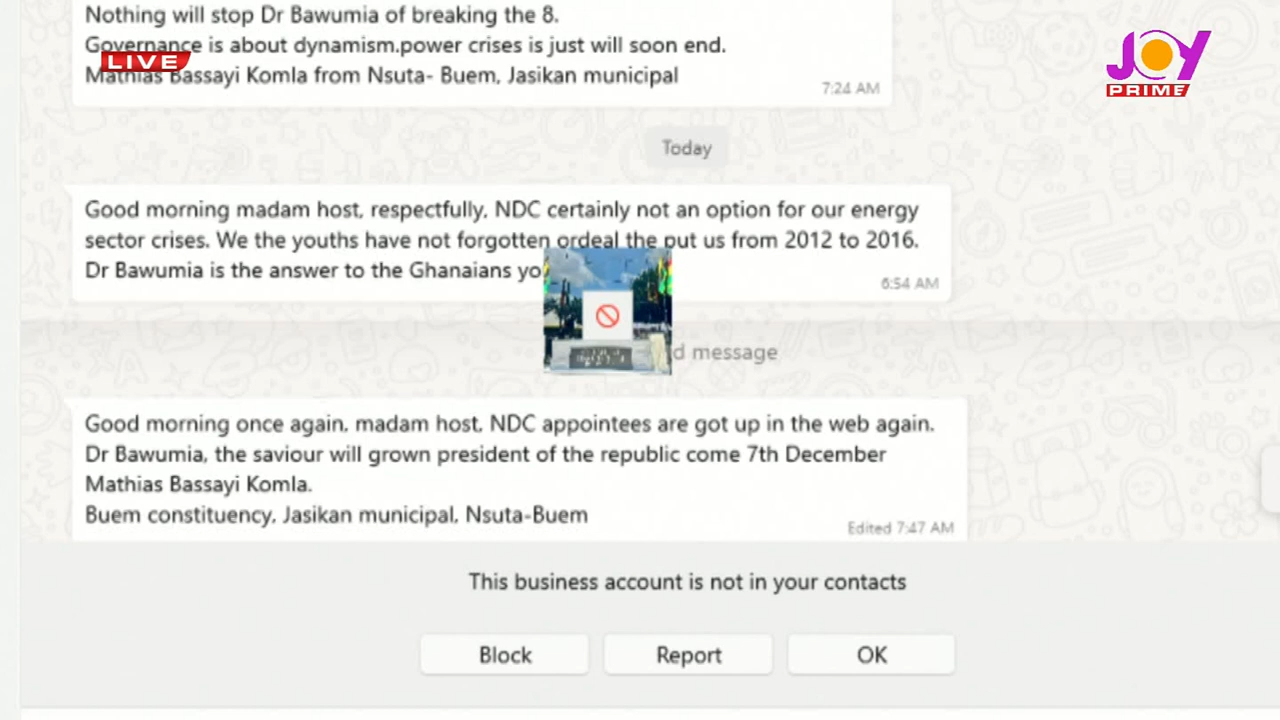 Nothing will stop Dr Bawumia of breaking the 8.
Governance is about dynamism.power crises is just will soon end.
LIVE
Mathias Bassayi Komla from Nsuta- Buem, Jasikan municipal
7:24 AM
JOY
PRIME
Today
Good morning madam host, respectfully, NDC certainly not an option for our energy
sector crises. We the youths have not forgotten ordeal the put us from 2012 to 2016.
Dr Bawumia is the answer to the Ghanaians yo
6:54 AM
d message
Good morning once again, madam host, NDC appointees are got up in the web again.
Dr Bawumia, the saviour will grown president of the republic come 7th December
Mathias Bassayi Komla.
Buem constituency, Jasikan municipal, Nsuta-Buem
Edited 7:47 AM
This business account is not in your contacts
Block
Report
OK